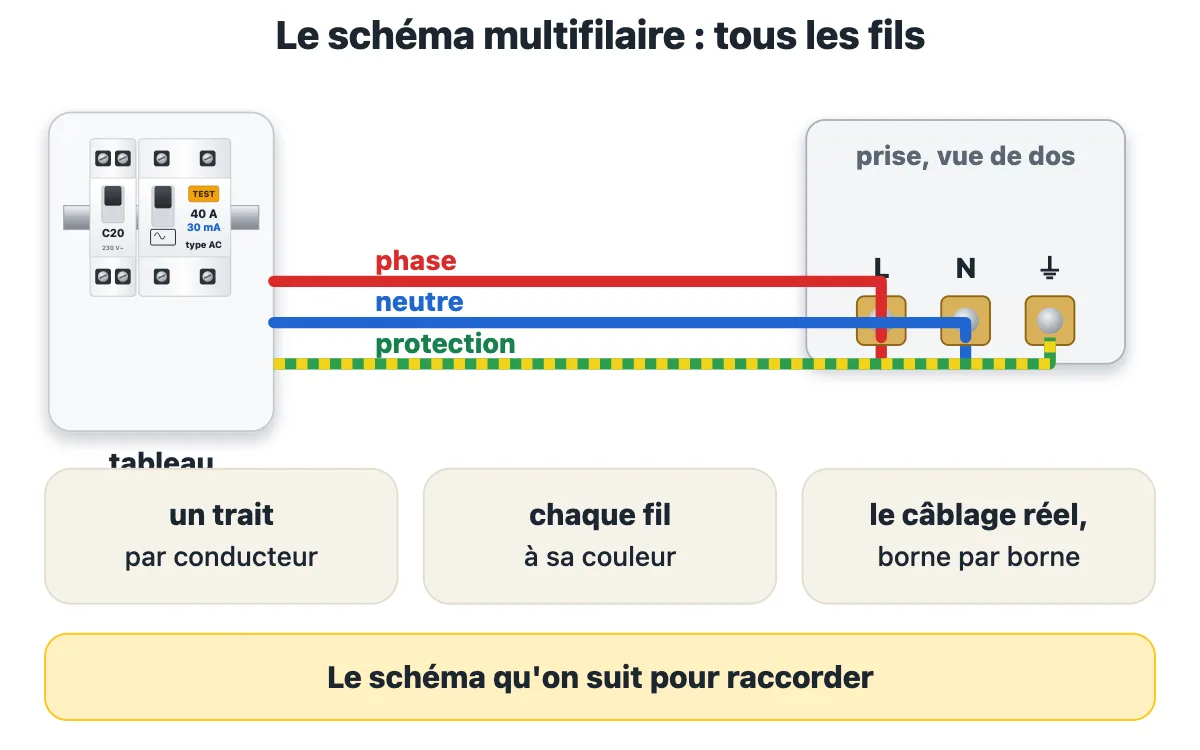 Le schéma multifilaire : tous les fils
prise, vue de dos
TEST
40 A
30 mA
type AC
C20
230 V~
phase
neutre
protection
L
N
tableau
un trait
par conducteur
chaque fil
à sa couleur
le câblage réel,
borne par borne
Le schéma qu'on suit pour raccorder